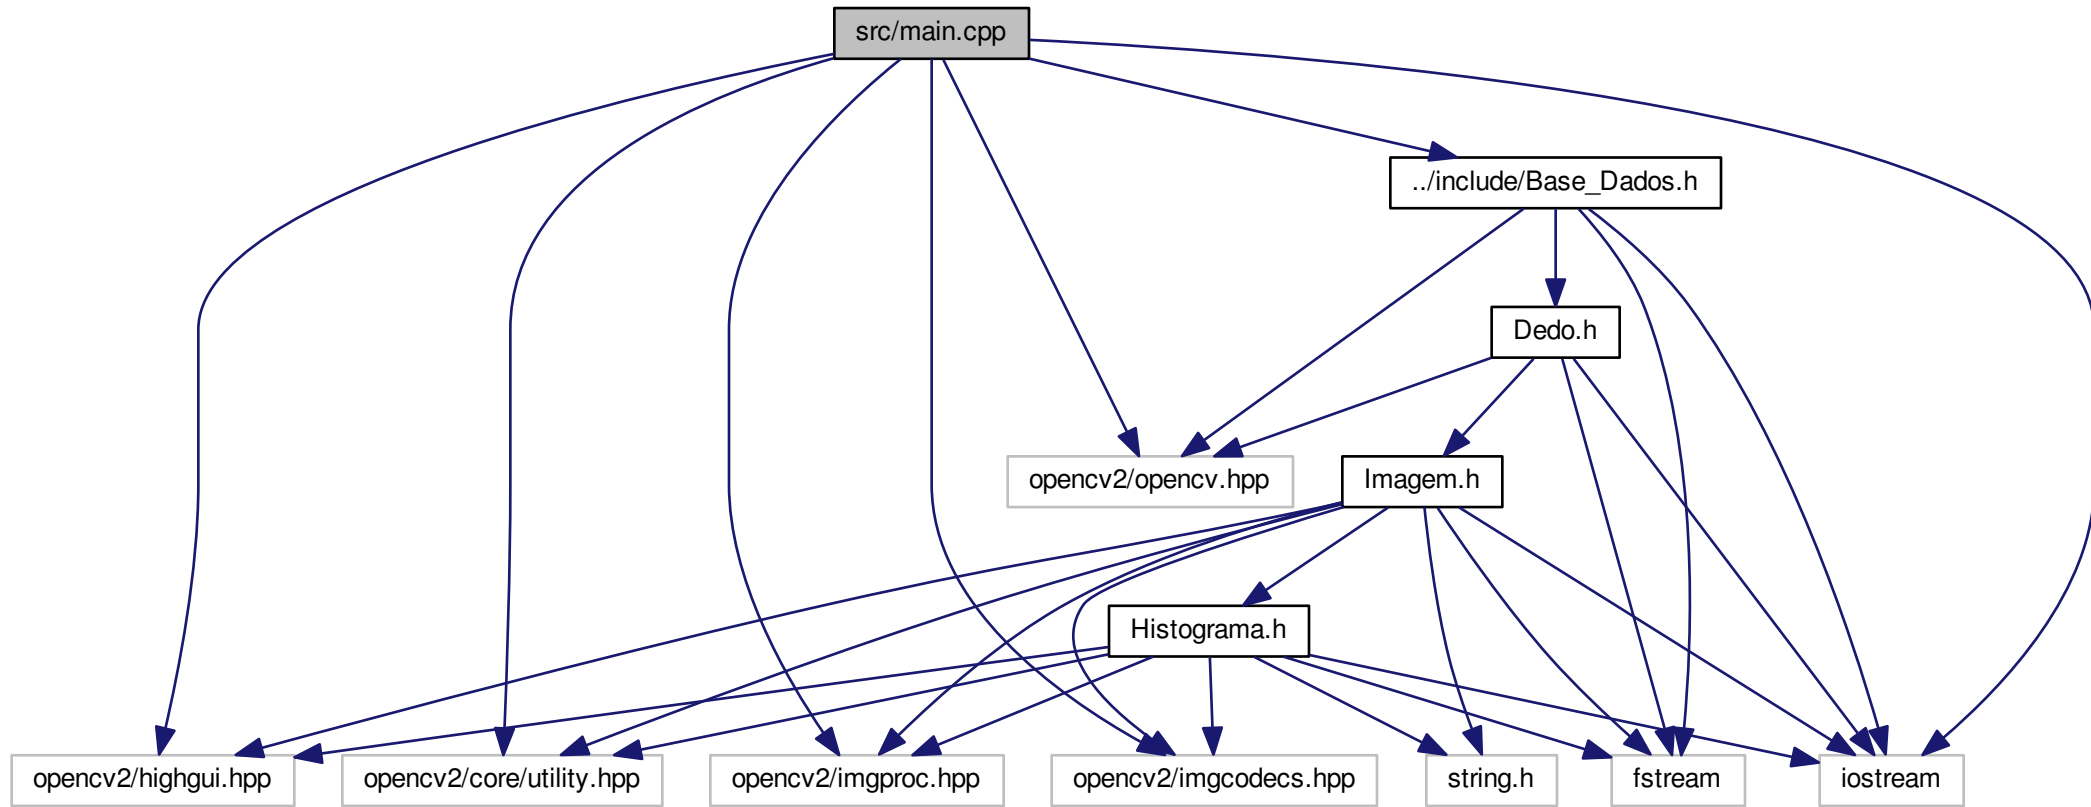 src/main.cpp
../include/Base_Dados.h
Dedo.h
opencv2/opencv.hpp
Imagem.h
Histograma.h
opencv2/highgui.hpp
opencv2/core/utility.hpp
opencv2/imgproc.hpp
opencv2/imgcodecs.hpp
string.h
fstream
iostream